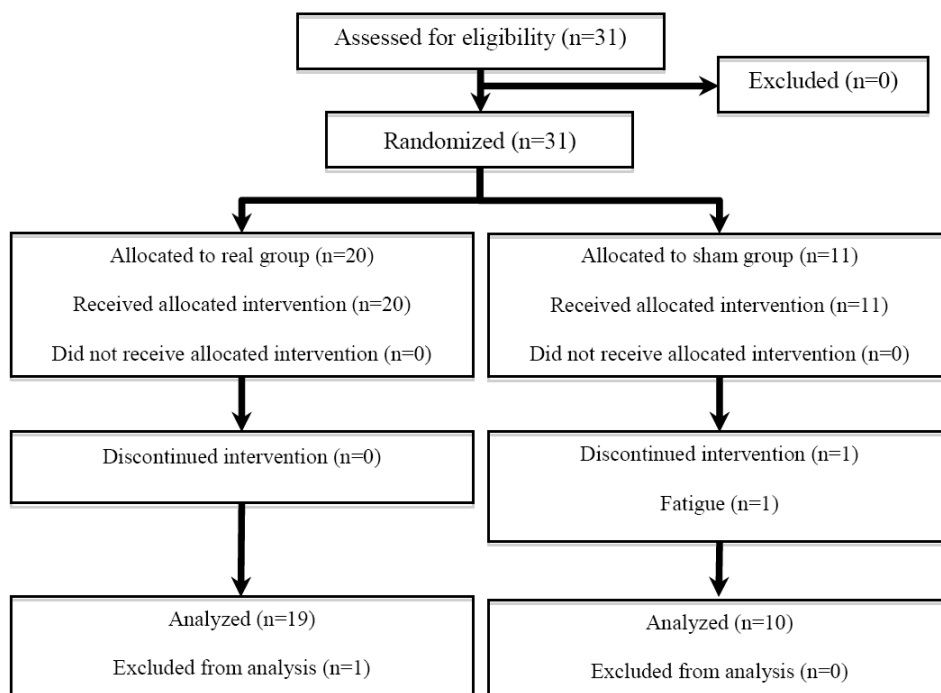 Assessed for eligibility (n=31)
Excluded (n=0)
Randomized (n=31)
Allocated to real group (n=20)
Received allocated intervention (n=20)
Did not receive allocated intervention (n=0)
Allocated to sham group (n=11)
Received allocated intervention (n=11)
Did not receive allocated intervention (n=0)
Discontinued intervention (n=0)
Discontinued intervention (n=1)
Fatigue (n=1)
Analyzed (n=19)
Excluded from analysis (n=1)
Analyzed (n=10)
Excluded from analysis (n=0)